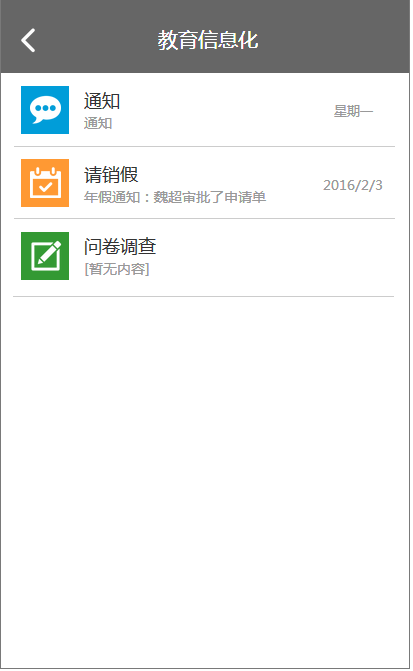 教育信息化
通知
星期一
通知
请销假
2016/2/3
年假通知：魏超审批了申请单
问卷调查
[暂无内容]